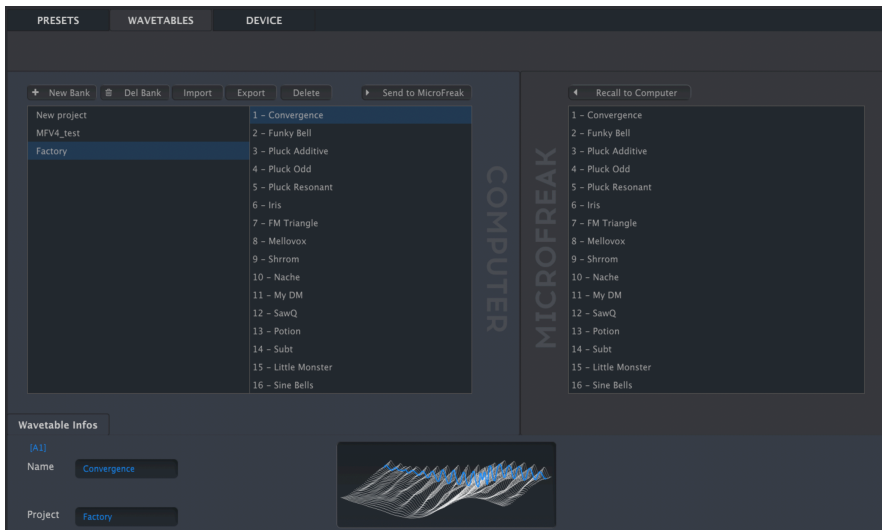 PRESETS WAVETABLES DEVICE
+ New Bank Del Bank Import Export Delete Send to MicroFreak
New project
MFV4_test
Factory
1 – Convergence
2 – Funky Bell
3 – Pluck Additive
4 – Pluck Odd
5 – Pluck Resonant
6 – Iris
7 – FM Triangle
8 – Mellovox
9 – Shrrom
10 – Nache
11 – My DM
12 – SawQ
13 – Potion
14 – Subt
15 – Little Monster
16 – Sine Bells
COMPUTER
MICROFREAK
Recall to Computer
1 – Convergence
2 – Funky Bell
3 – Pluck Additive
4 – Pluck Odd
5 – Pluck Resonant
6 – Iris
7 – FM Triangle
8 – Mellovox
9 – Shrrom
10 – Nache
11 – My DM
12 – SawQ
13 – Potion
14 – Subt
15 – Little Monster
16 – Sine Bells
Wavetable Infos
[A1]
Name Convergence
Project Factory